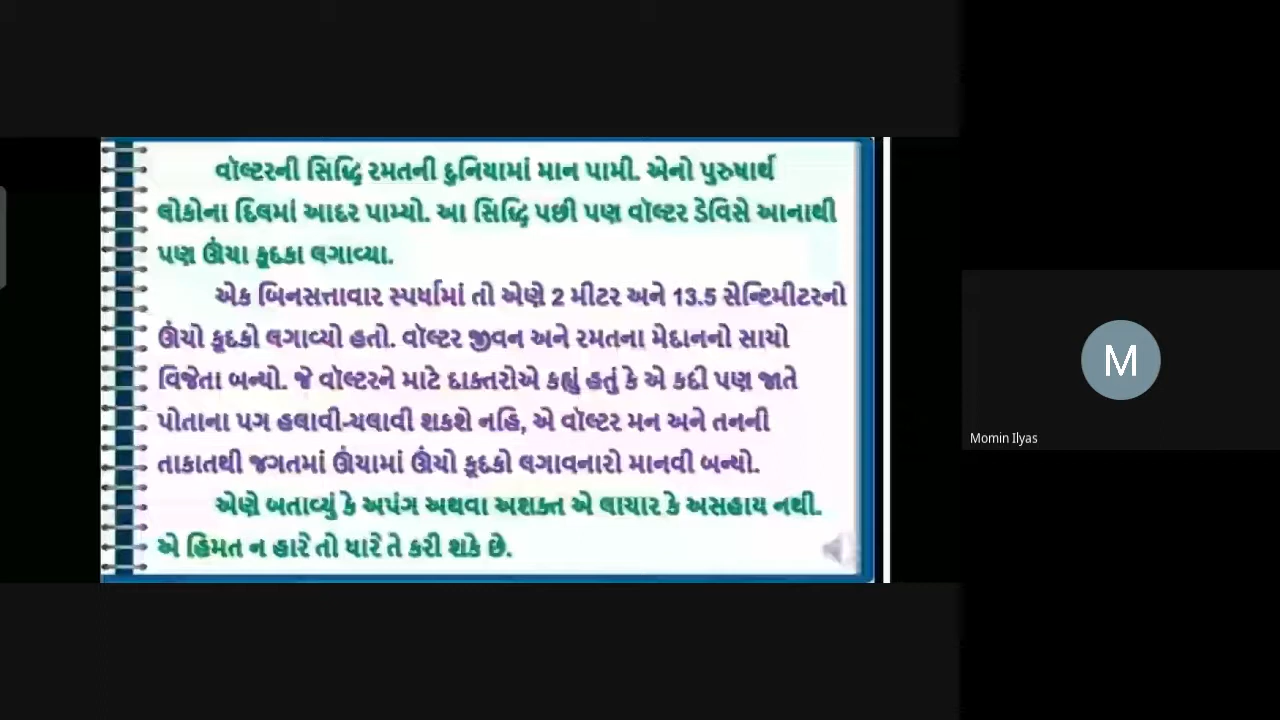 વૉલ્ટરની સિદ્ધિ રમતની દુનિયામાં માન પામી. એનો પુરુષાર્થ
લોકોના દિલમાં આદર પામ્યો. આ સિદ્ધિ પછી પણ વૉલ્ટર ડેવિસે આનાથી
પણ ઊંચા કૂદકા લગાવ્યા.
એક બિનસત્તાવાર સ્પર્ધામાં તો એણે 2 મીટર અને 13.5 સેન્ટિમીટરનો
ઊંચો કૂદકો લગાવ્યો હતો. વૉલ્ટર જીવન અને રમતના મેદાનનો સાચો
વિજેતા બન્યો. જે વૉલ્ટરને માટે દાક્તરોએ કહ્યું હતું કે એ કદી પણ જાતે
પોતાના પગ હલાવી-ચલાવી શકશે નહિ, એ વૉલ્ટર મન અને તનની
તાકાતથી જગતમાં ઊંચામાં ઊંચો કૂદકો લગાવનારો માનવી બન્યો.
એણે બતાવ્યું કે અપંગ અથવા અશક્ત એ લાચાર કે અસહાય નથી.
એ હિંમત ન હારે તો ધારે તે કરી શકે છે.
M
Momin Ilyas